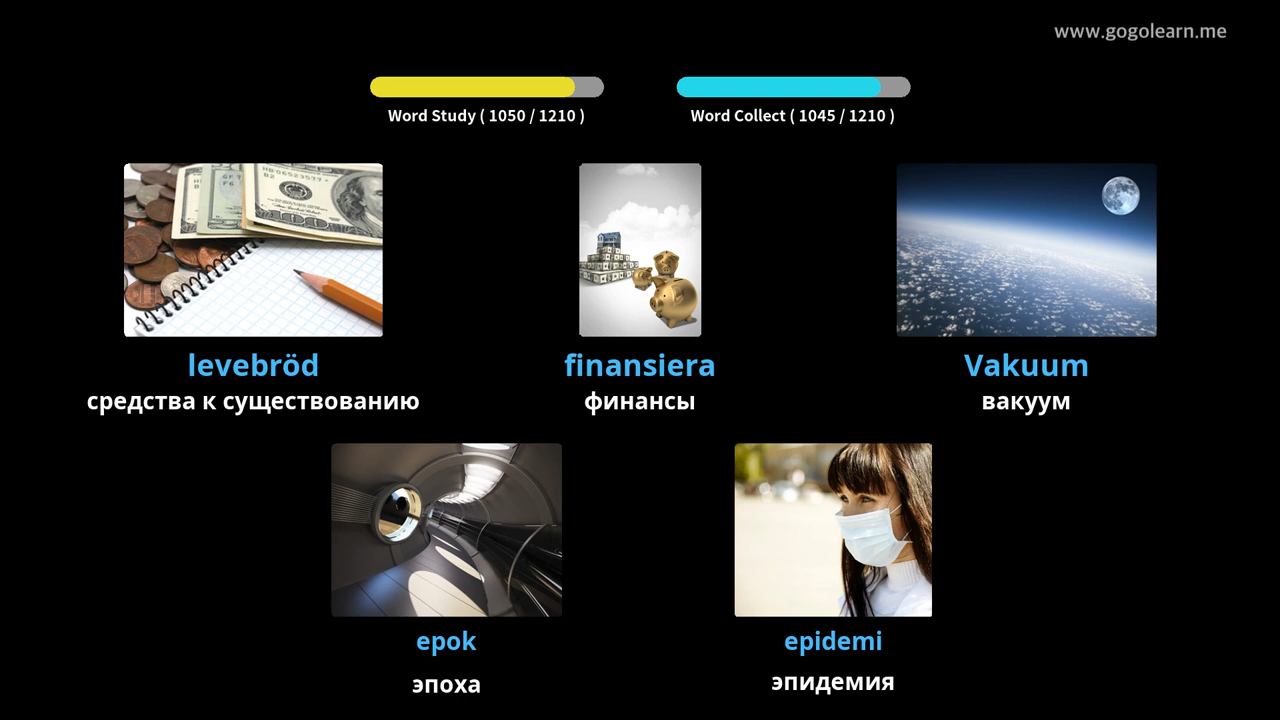 www.gogolearn.me
Word Study ( 1050 / 1210 )
Word Collect ( 1045 / 1210 )
levebröd
finansiera
Vakuum
средства к существованию
финансы
вакуум
epok
epidemi
эпоха
эпидемия